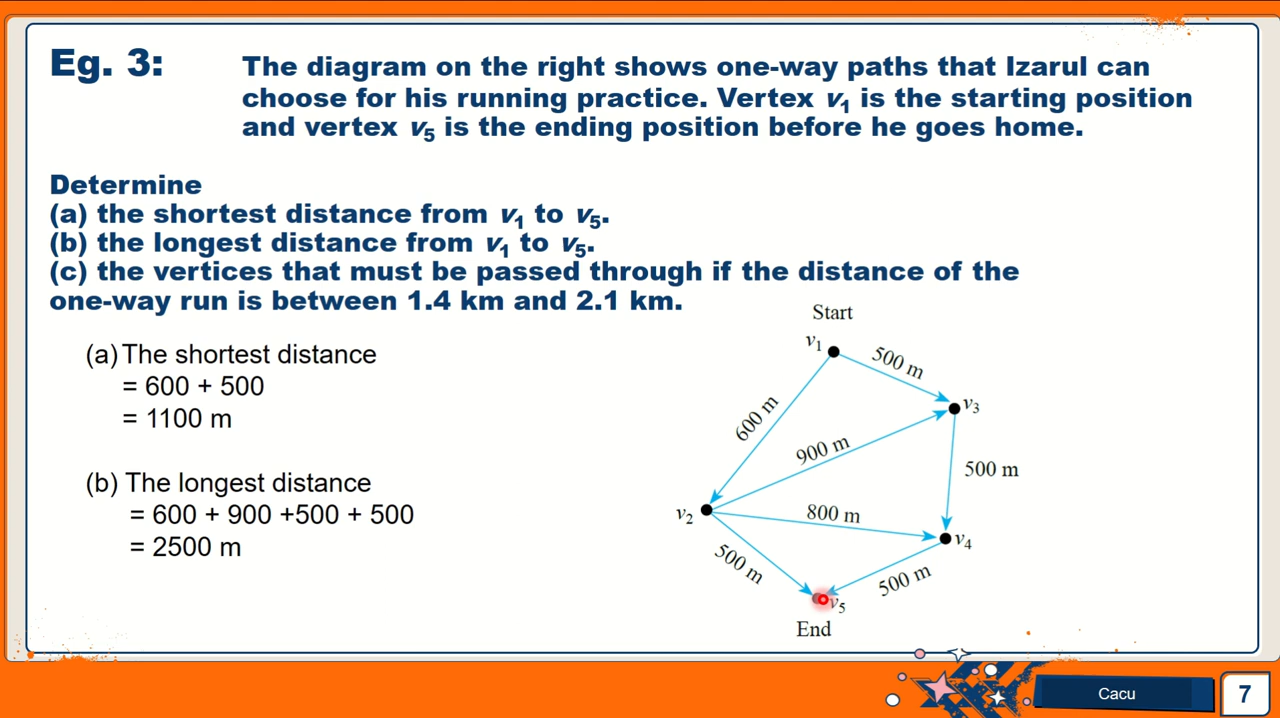 Eg. 3:
The diagram on the right shows one-way paths that Izarul can
choose for his running practice. Vertex v₁ is the starting position
and vertex v₅ is the ending position before he goes home.
Determine
(a) the shortest distance from v₁ to v₅.
(b) the longest distance from v₁ to v₅.
(c) the vertices that must be passed through if the distance of the
one-way run is between 1.4 km and 2.1 km.
(a) The shortest distance
= 600 + 500
= 1100 m
(b) The longest distance
= 600 + 900 +500 + 500
= 2500 m
Start
v₁
500 m
600 m
v₃
900 m
500 m
v₂
800 m
v₄
500 m
500 m
v₅
End
Cacu
7